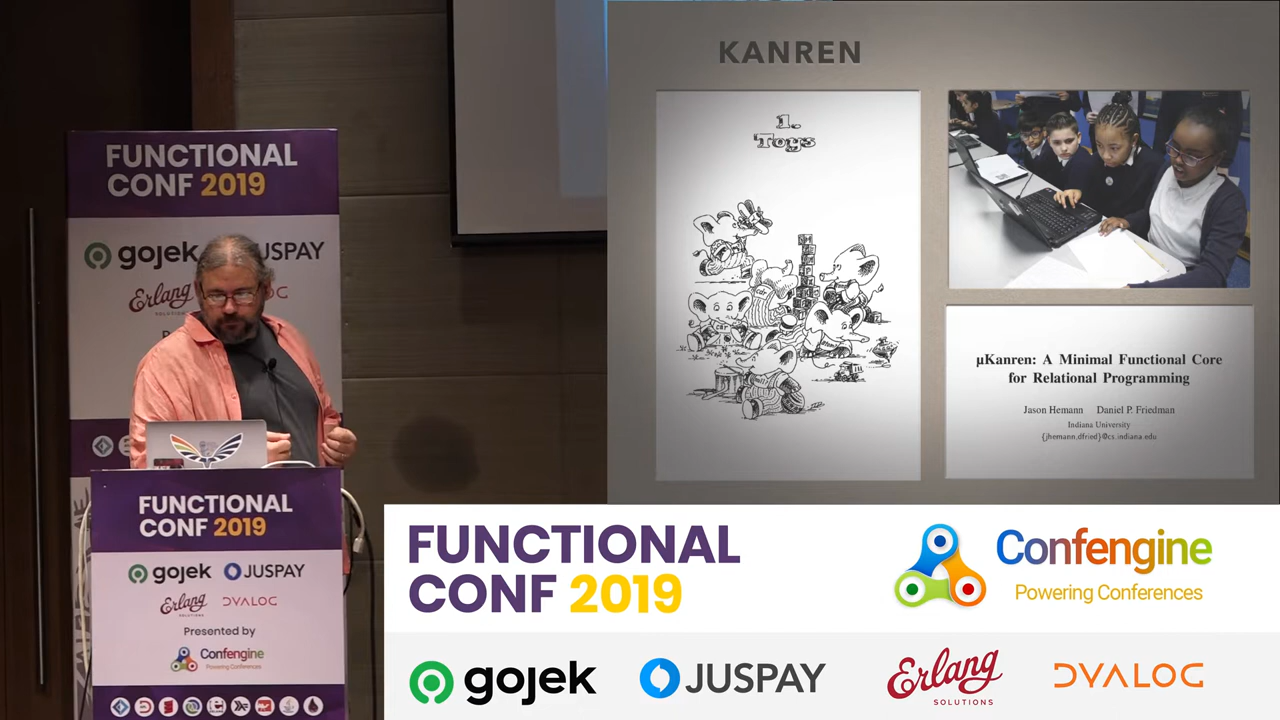 FUNCTIONAL
CONF 2019
gojek
JUSPAY
Erlang
SOLUTIONS
FUNCTIONAL
CONF 2019
gojek
JUSPAY
Erlang
SOLUTIONS
DYALOG
Presented by
Confengine
Powering Conferences
KANREN
1.
Toys
μKanren: A Minimal Functional Core
for Relational Programming
Jason Hemann Daniel P. Friedman
Indiana University
{jhemann,dfried}@cs.indiana.edu
FUNCTIONAL
CONF 2019
Confengine
Powering Conferences
gojek
JUSPAY
Erlang
SOLUTIONS
DYALOG